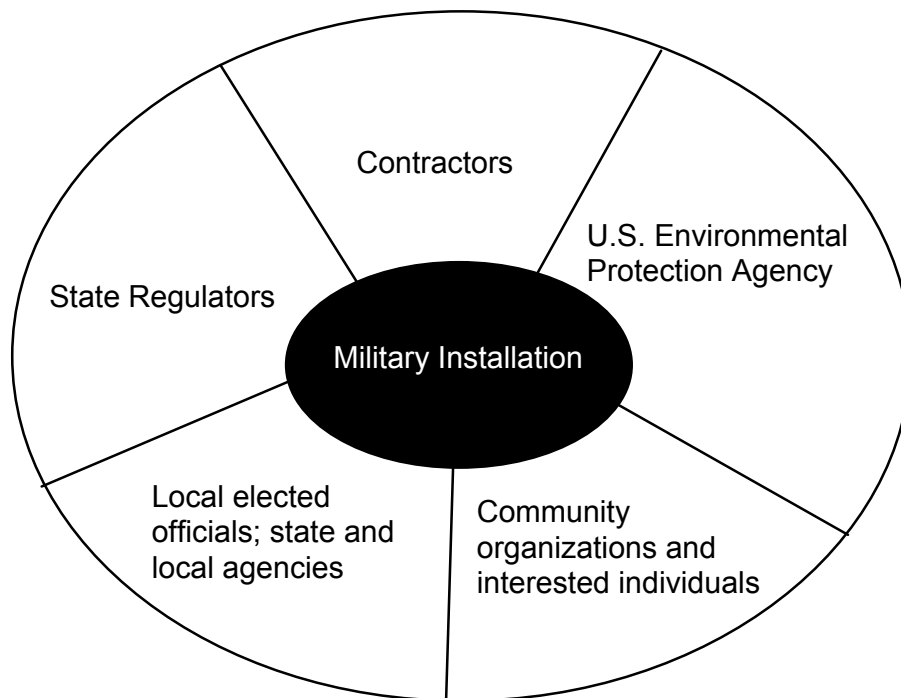 Contractors
U.S. Environmental
Protection Agency
State Regulators
Military Installation
Local elected
officials; state and
local agencies
Community
organizations and
interested individuals